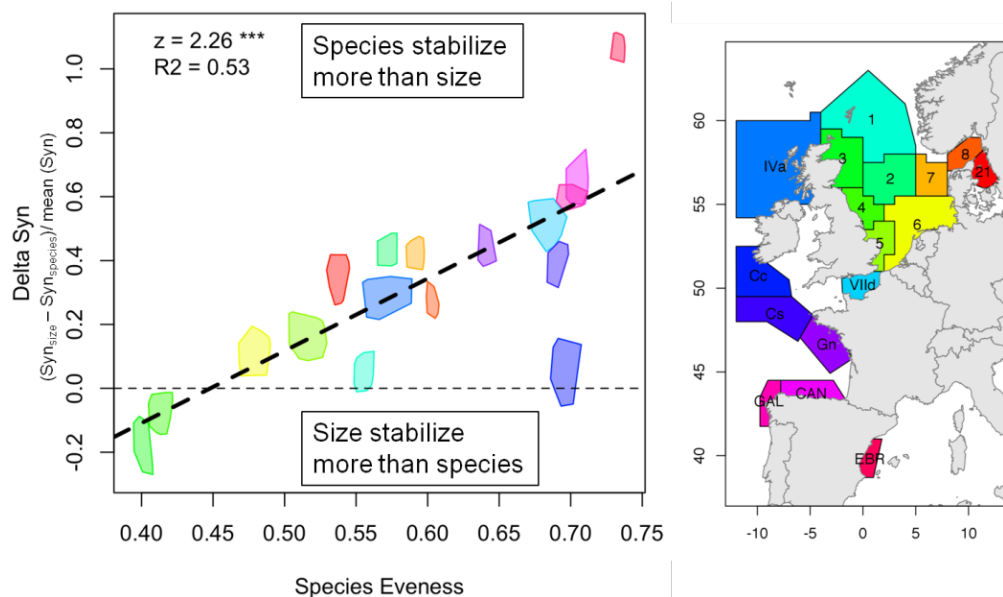 z = 2.26 ***
R2 = 0.53
Species stabilize
more than size
Size stabilize
more than species
Delta Syn
(Syn size – Syn species)/ mean (Syn)
1.0
0.8
0.6
0.4
0.2
0.0
-0.2
0.40
0.45
0.50
0.55
0.60
0.65
0.70
0.75
Species Eveness
60
55
50
45
40
-10
-5
0
5
10
1
IVa
3
2
7
8
21
4
5
6
Cc
VIId
Cs
Gn
GAL
CAN
EBR